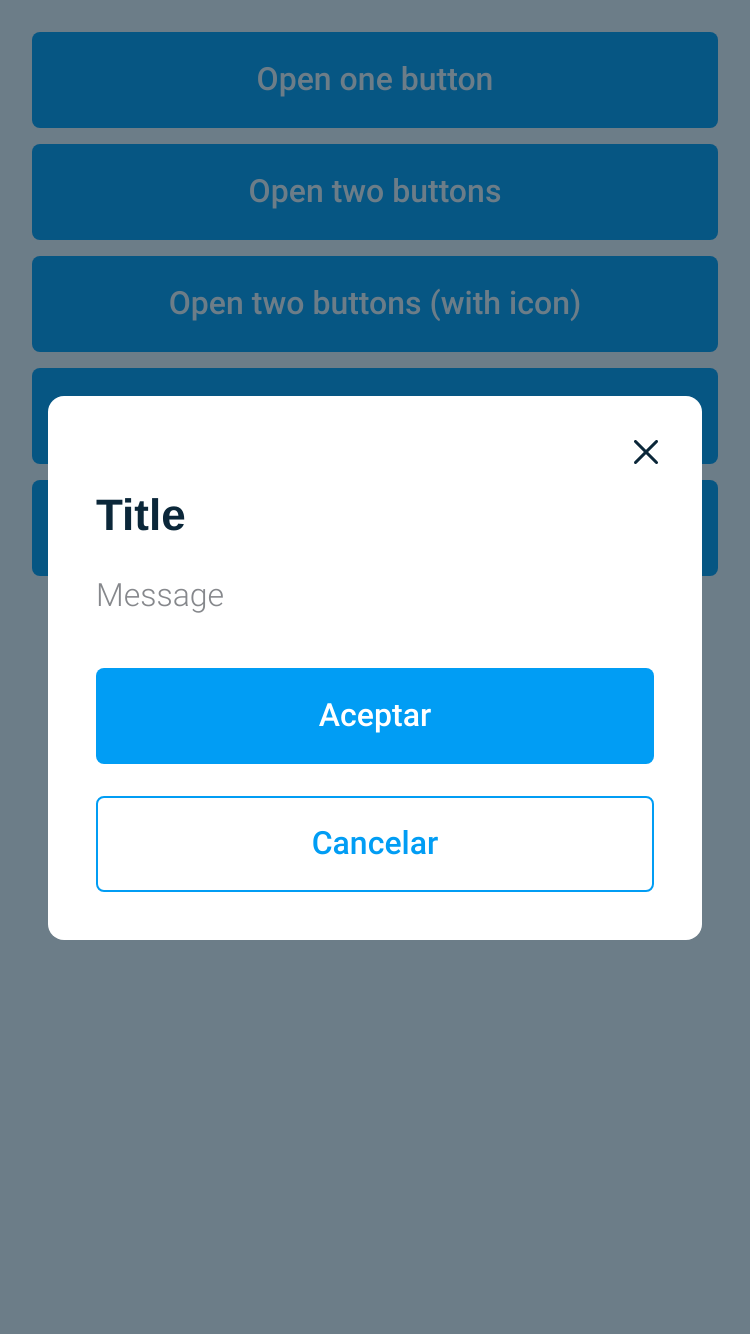 Open one button
Open two buttons
Open two buttons (with icon)
Title
Message
Aceptar
Cancelar